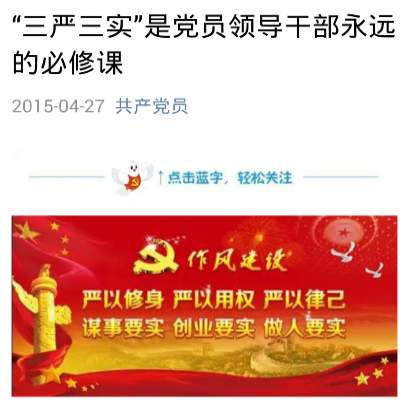 “三严三实”是党员领导干部永远
的必修课
2015-04-27 共产党员
↑点击蓝字，轻松关注
作风建设
严以修身 严以用权 严以律己
谋事要实 创业要实 做人要实